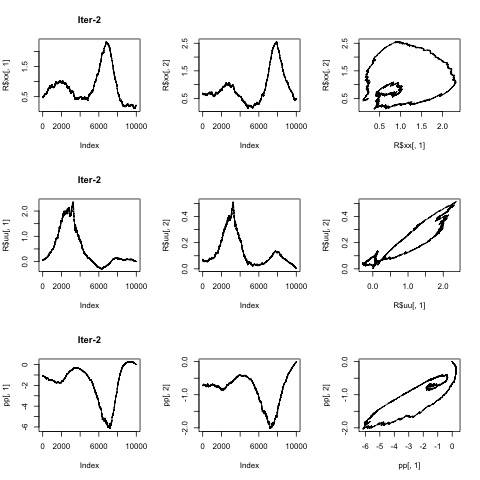 Iter-2
R$xx[, 1]
0.5 1.5
0 2000 6000 10000
Index
R$xx[, 2]
0.5 1.5 2.5
0 2000 6000 10000
Index
R$xx[, 2]
0.5 1.5 2.5
0.5 1.0 2.0
R$xx[, 1]
Iter-2
R$uu[, 1]
0.0 1.0 2.0
0 2000 6000 10000
Index
R$uu[, 2]
0.0 0.2 0.4
0 2000 6000 10000
Index
R$uu[, 2]
0.0 0.2 0.4
0.0 1.0 2.0
R$uu[, 1]
Iter-2
pp[, 1]
-6 -4 -2 0
0 2000 6000 10000
Index
pp[, 2]
-2.0 -1.0 0.0
0 2000 6000 10000
Index
pp[, 2]
-2.0 -1.0 0.0
-6 -5 -4 -3 -2 -1 0
pp[, 1]